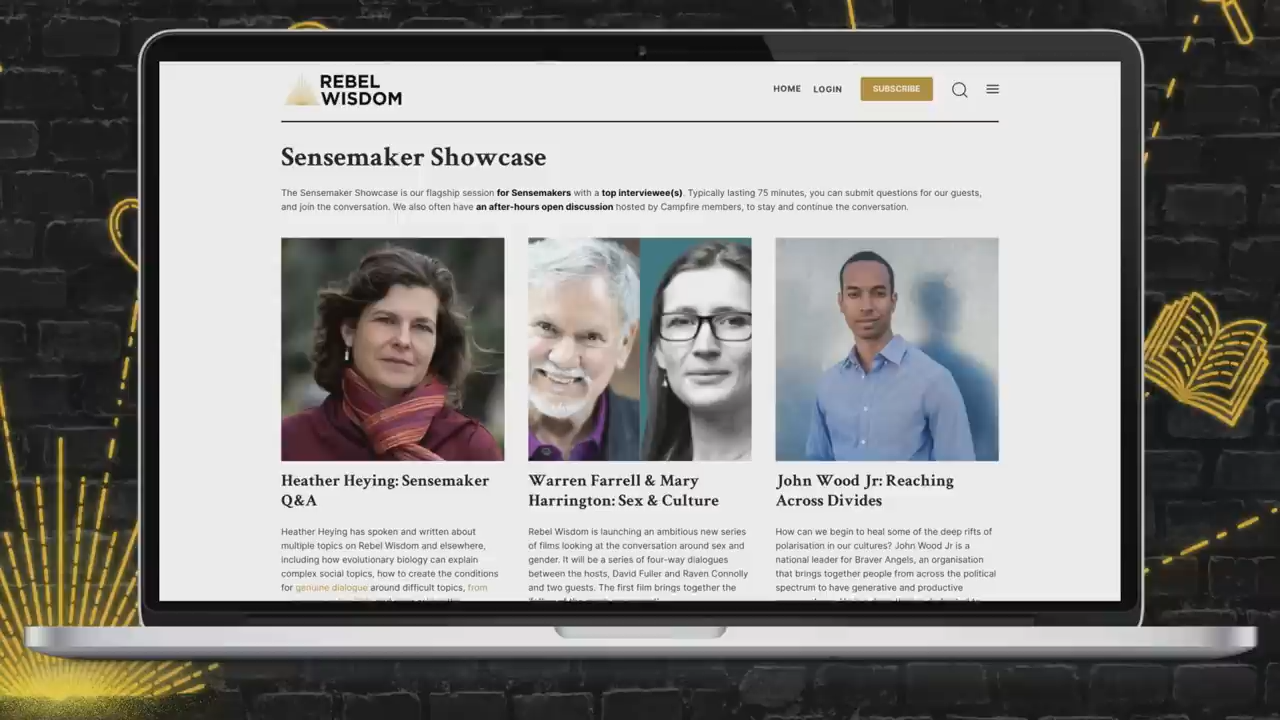 REBEL
WISDOM
HOME
LOGIN
SUBSCRIBE
Sensemaker Showcase
The Sensemaker Showcase is our flagship session for Sensemakers with a top interviewee(s). Typically lasting 75 minutes, you can submit questions for our guests,
and join the conversation. We also often have an after-hours open discussion hosted by Campfire members, to stay and continue the conversation.
Heather Heying: Sensemaker
Q&A
Heather Heying has spoken and written about
multiple topics on Rebel Wisdom and elsewhere,
including how evolutionary biology can explain
complex social topics, how to create the conditions
for genuine dialogue around difficult topics, from
Warren Farrell & Mary
Harrington: Sex & Culture
Rebel Wisdom is launching an ambitious new series
of films looking at the conversation around sex and
gender. It will be a series of four-way dialogues
between the hosts, David Fuller and Raven Connolly
and two guests. The first film brings together the
John Wood Jr: Reaching
Across Divides
How can we begin to heal some of the deep rifts of
polarisation in our cultures? John Wood Jr is a
national leader for Braver Angels, an organisation
that brings together people from across the political
spectrum to have generative and productive